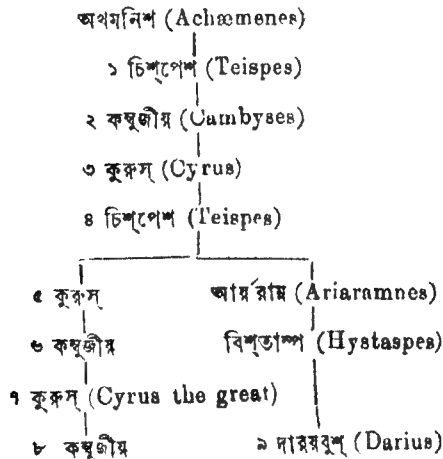 অথমনিশ (Achæmenes)
১ চিশ্‌পেশ (Teispes)
২ কম্বুজীয় (Cambyses)
৩ কুরুস্ (Cyrus)
৪ চিশ্‌পেশ (Teispes)
৫ কুরুস্ আর্য্যরাম্ন (Ariaramnes)
৬ কম্বুজীয় বিশ্‌তাস্প (Hystaspes)
৭ কুরুস্ (Cyrus the great)
৮ কম্বুজীয় ৯ দারয়বুশ্ (Darius)